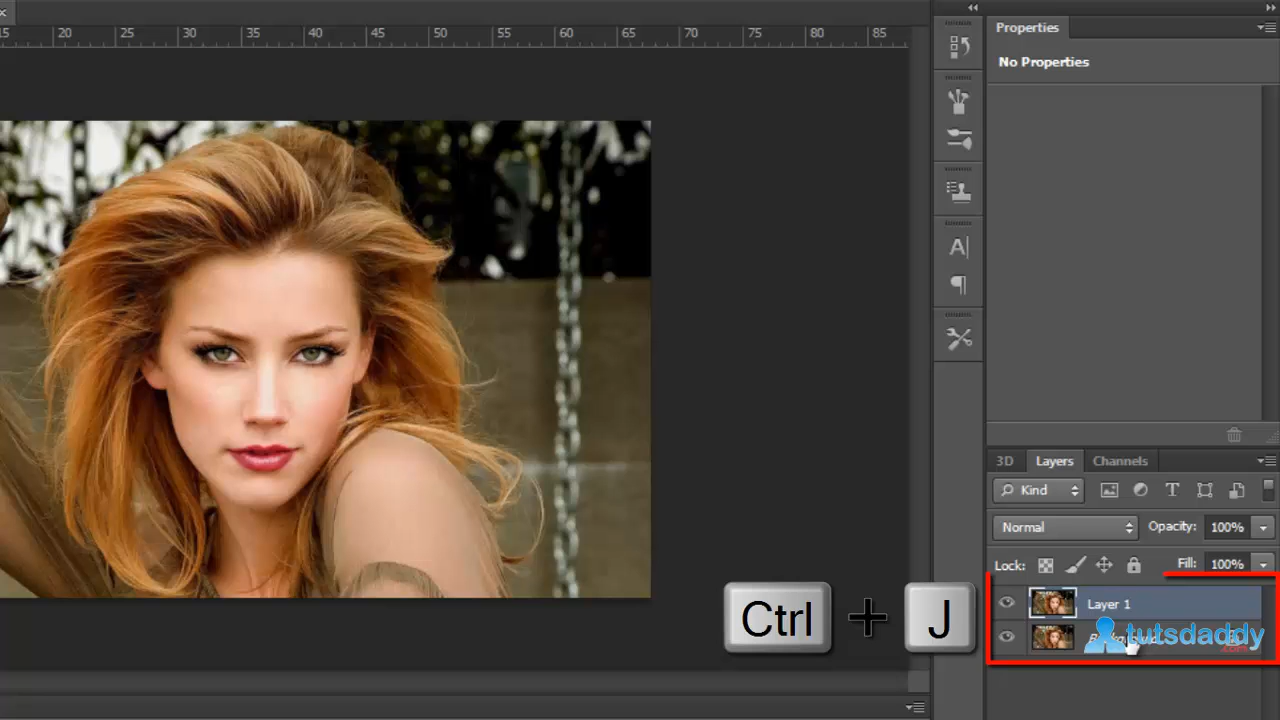 15 20 25 30 35 40 45 50 55 60 65 70 75 80 85
Properties
No Properties
3D Layers Channels
Kind
Normal Opacity: 100%
Lock: Fill: 100%
Layer 1
tutsdaddy
.com
Ctrl + J